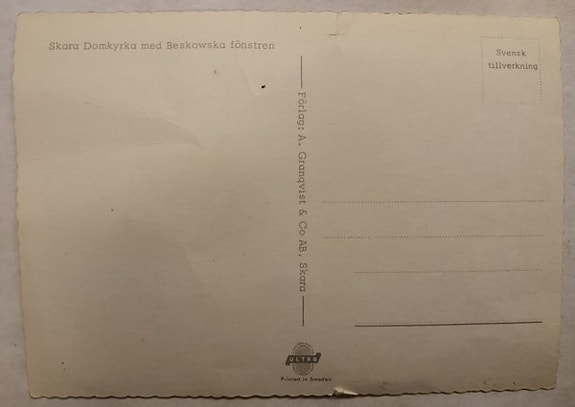 Skara Domkyrka med Beskowska fönstren
Svensk
tillverkning
Förlag: A. Granqvist & Co AB, Skara
ULTRA
Printed in Sweden